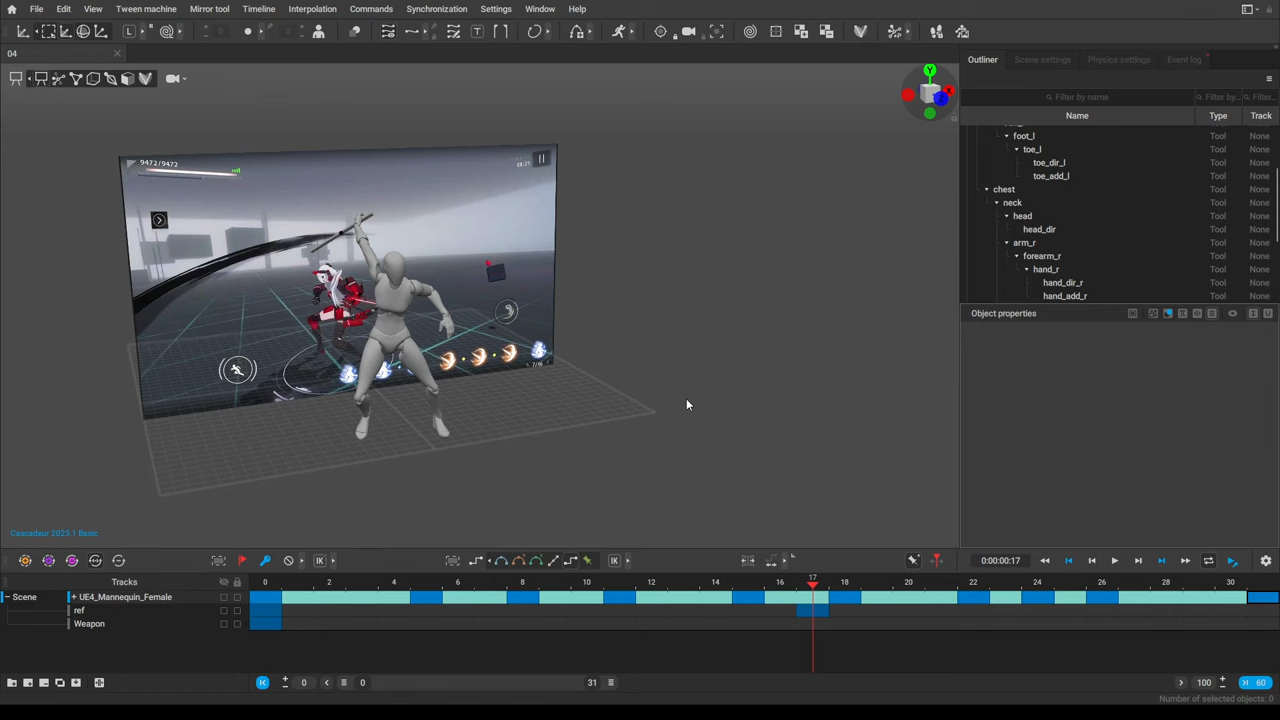 File Edit View Tween machine Mirror tool Timeline Interpolation Commands Synchronization Settings Window Help
L
04
Outliner Scene settings Physics settings Event log
Filter by name Filter by... Filter...
Name Type Track
foot_l Tool None
toe_l Tool None
toe_dir_l Tool None
toe_add_l Tool None
chest Tool None
neck Tool None
head Tool None
head_dir Tool None
arm_r Tool None
forearm_r Tool None
hand_r Tool None
hand_dir_r Tool None
hand_add_r Tool None
Object properties
Y
X
Z
9472/9472
Cascadeur 2023.1 Basic
IK IK 0:00:00:17
Tracks 0 2 4 6 8 10 12 14 16 17 18 20 22 24 26 28 30
Scene + UE4_Mannequin_Female
ref
Weapon
0 0 31 100 60
Number of selected objects: 0